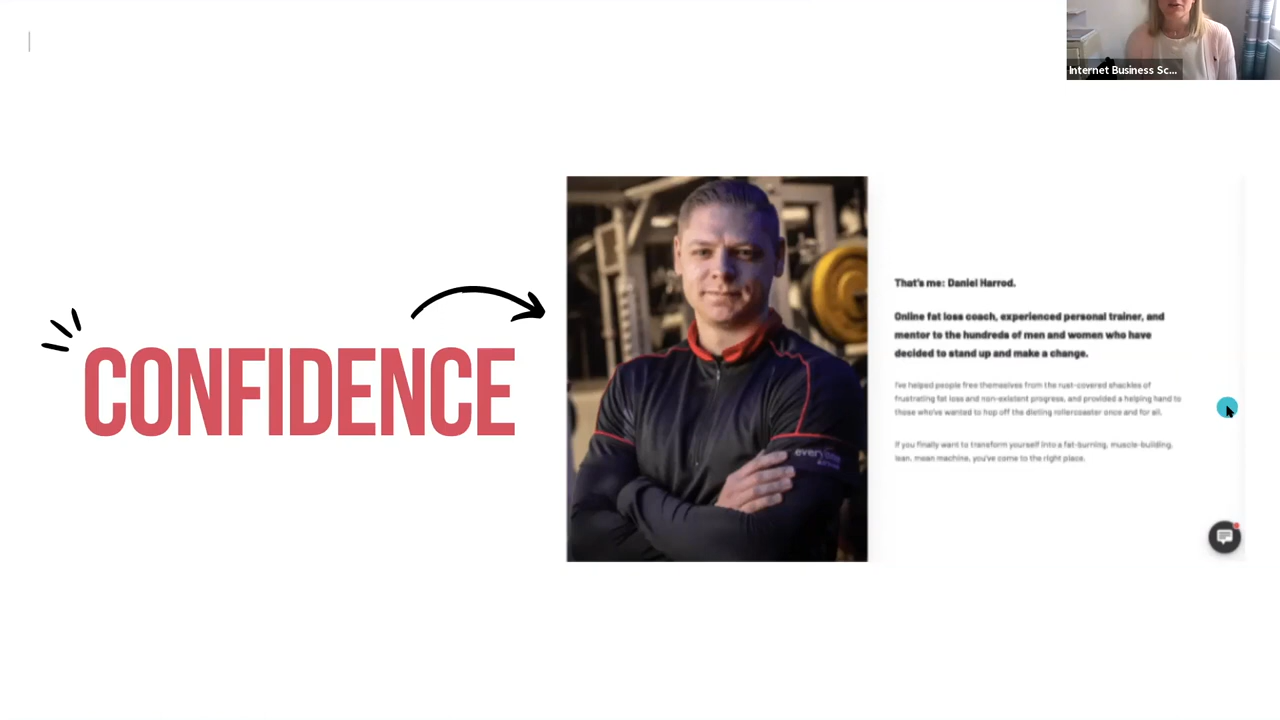 Internet Business Sc...
CONFIDENCE
That's me: Daniel Harrod.
Online fat loss coach, experienced personal trainer, and
mentor to the hundreds of men and women who have
decided to stand up and make a change.
I've helped people free themselves from the rust-covered shackles of
frustrating fat loss and non-existent progress, and provided a helping hand to
those who've wanted to hop off the dieting rollercoaster once and for all.
If you finally want to transform yourself into a fat-burning, muscle-building,
lean, mean machine, you've come to the right place.
everyone